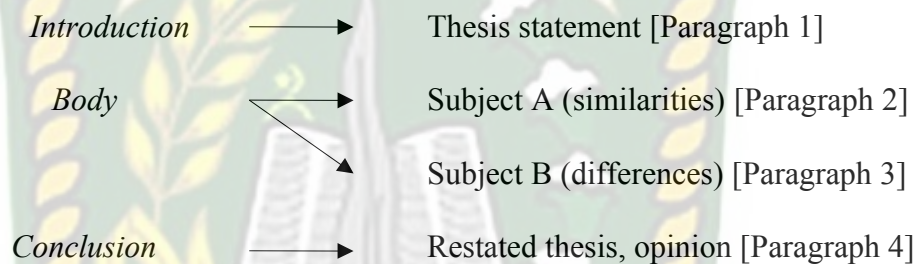 Introduction Thesis statement [Paragraph 1]
Body Subject A (similarities) [Paragraph 2]
Subject B (differences) [Paragraph 3]
Conclusion Restated thesis, opinion [Paragraph 4]